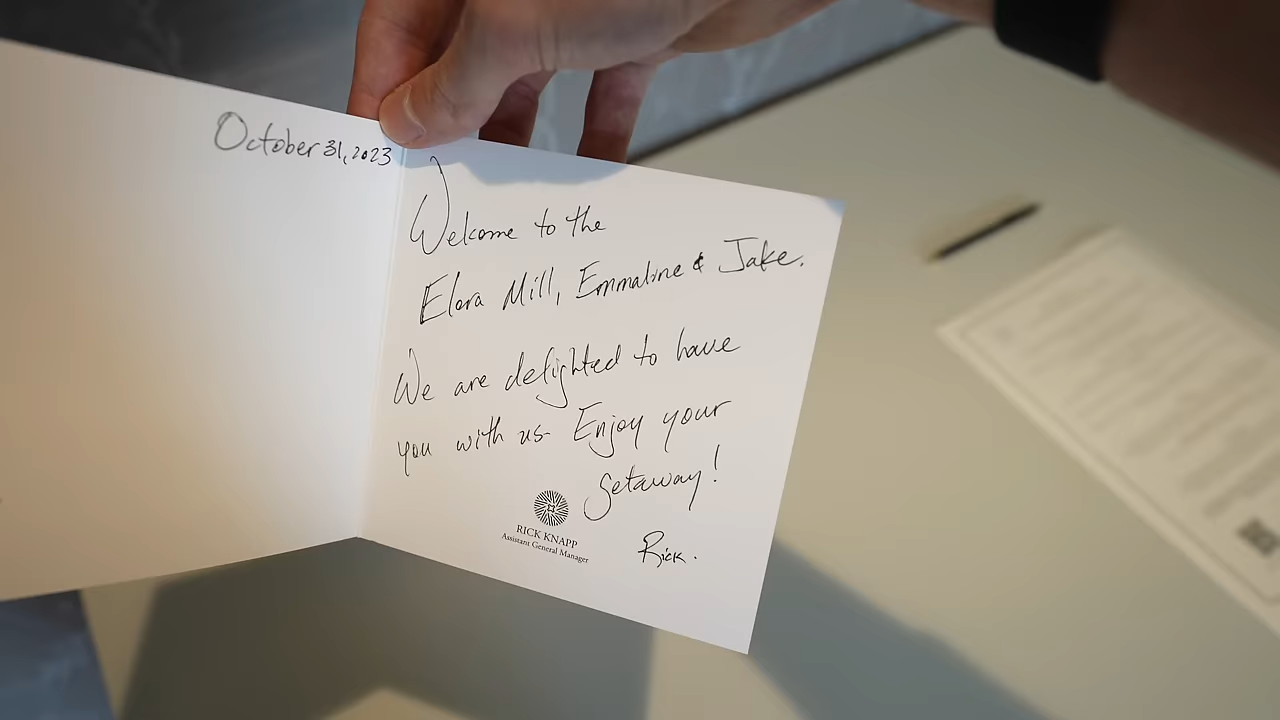 October 31, 2023
Welcome to the
Elora Mill, Emmaline & Jake.
We are delighted to have
you with us. Enjoy your
getaway!
RICK KNAPP
Assistant General Manager
Rick.